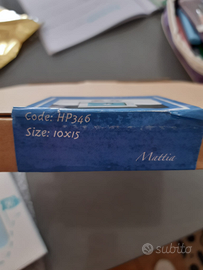 Code: HP346
Size: 10x15
Mattia
subito